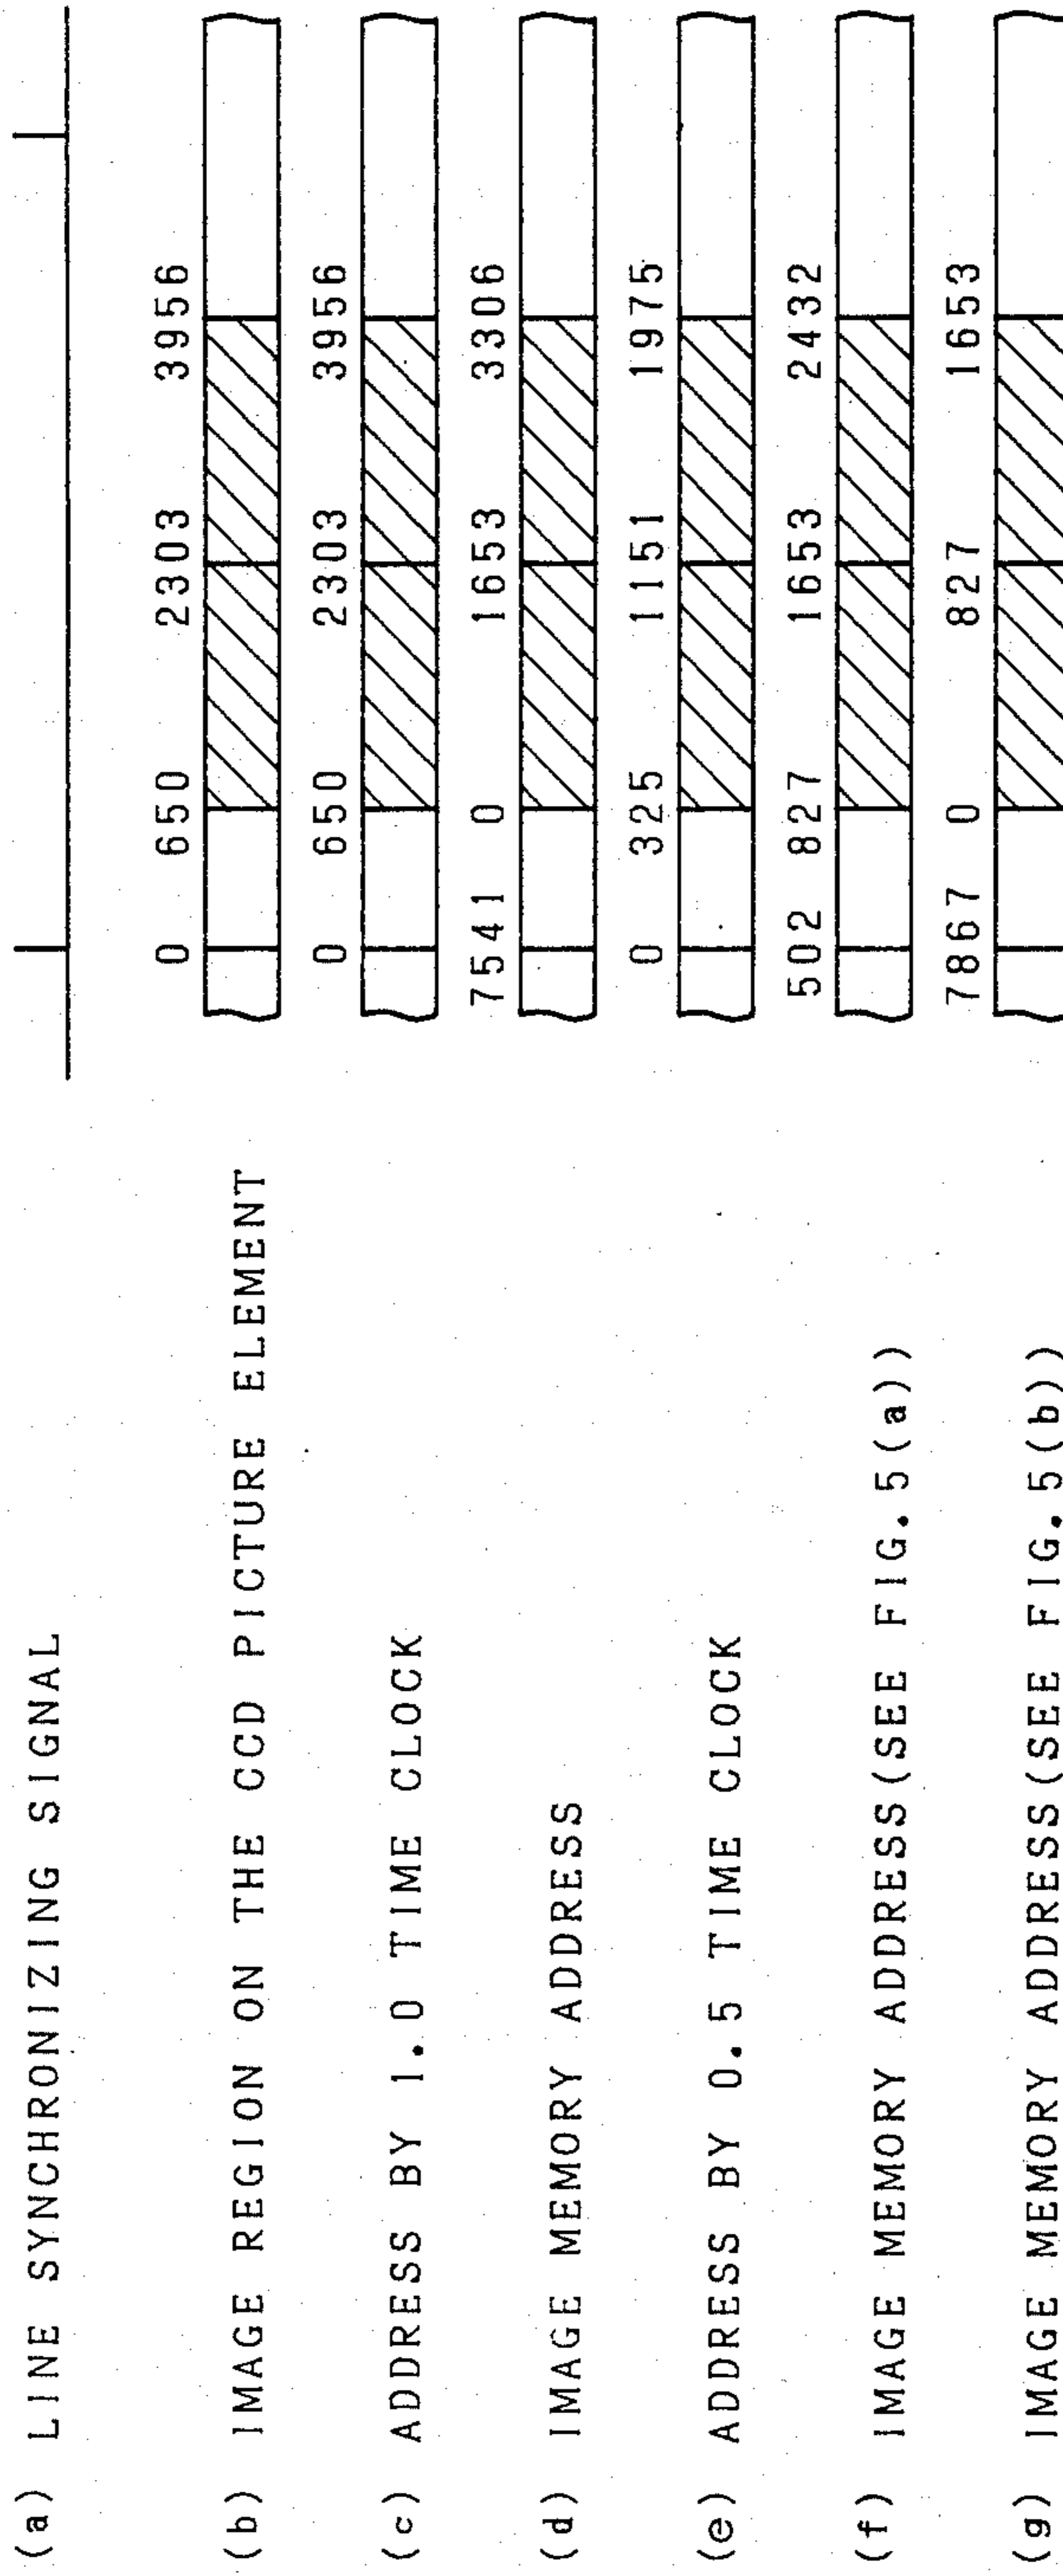 (a) LINE SYNCHRONIZING SIGNAL
(b) IMAGE REGION ON THE CCD PICTURE ELEMENT
0 650 2303 3956
(c) ADDRESS BY 1.0 TIME CLOCK
0 650 2303 3956
(d) IMAGE MEMORY ADDRESS
7541 0 1653 3306
(e) ADDRESS BY 0.5 TIME CLOCK
0 325 1151 1975
(f) IMAGE MEMORY ADDRESS(SEE FIG.5(a))
502 827 1653 2432
(g) IMAGE MEMORY ADDRESS(SEE FIG.5(b))
7867 0 827 1653